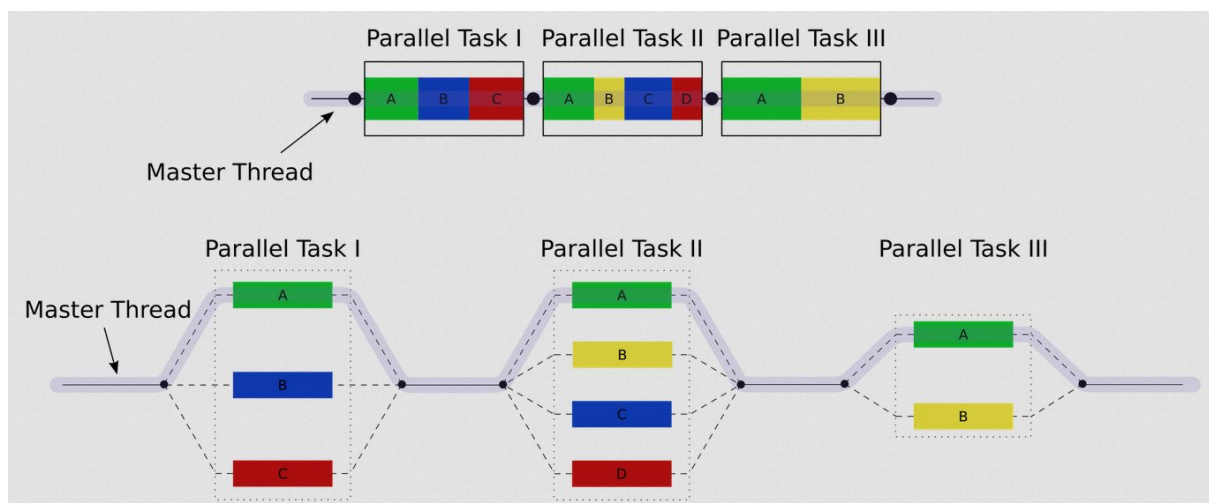 Parallel Task I Parallel Task II Parallel Task III
A B C A B C D A B
Master Thread
Parallel Task I Parallel Task II Parallel Task III
A A
Master Thread
A
B
B
C
B
C D